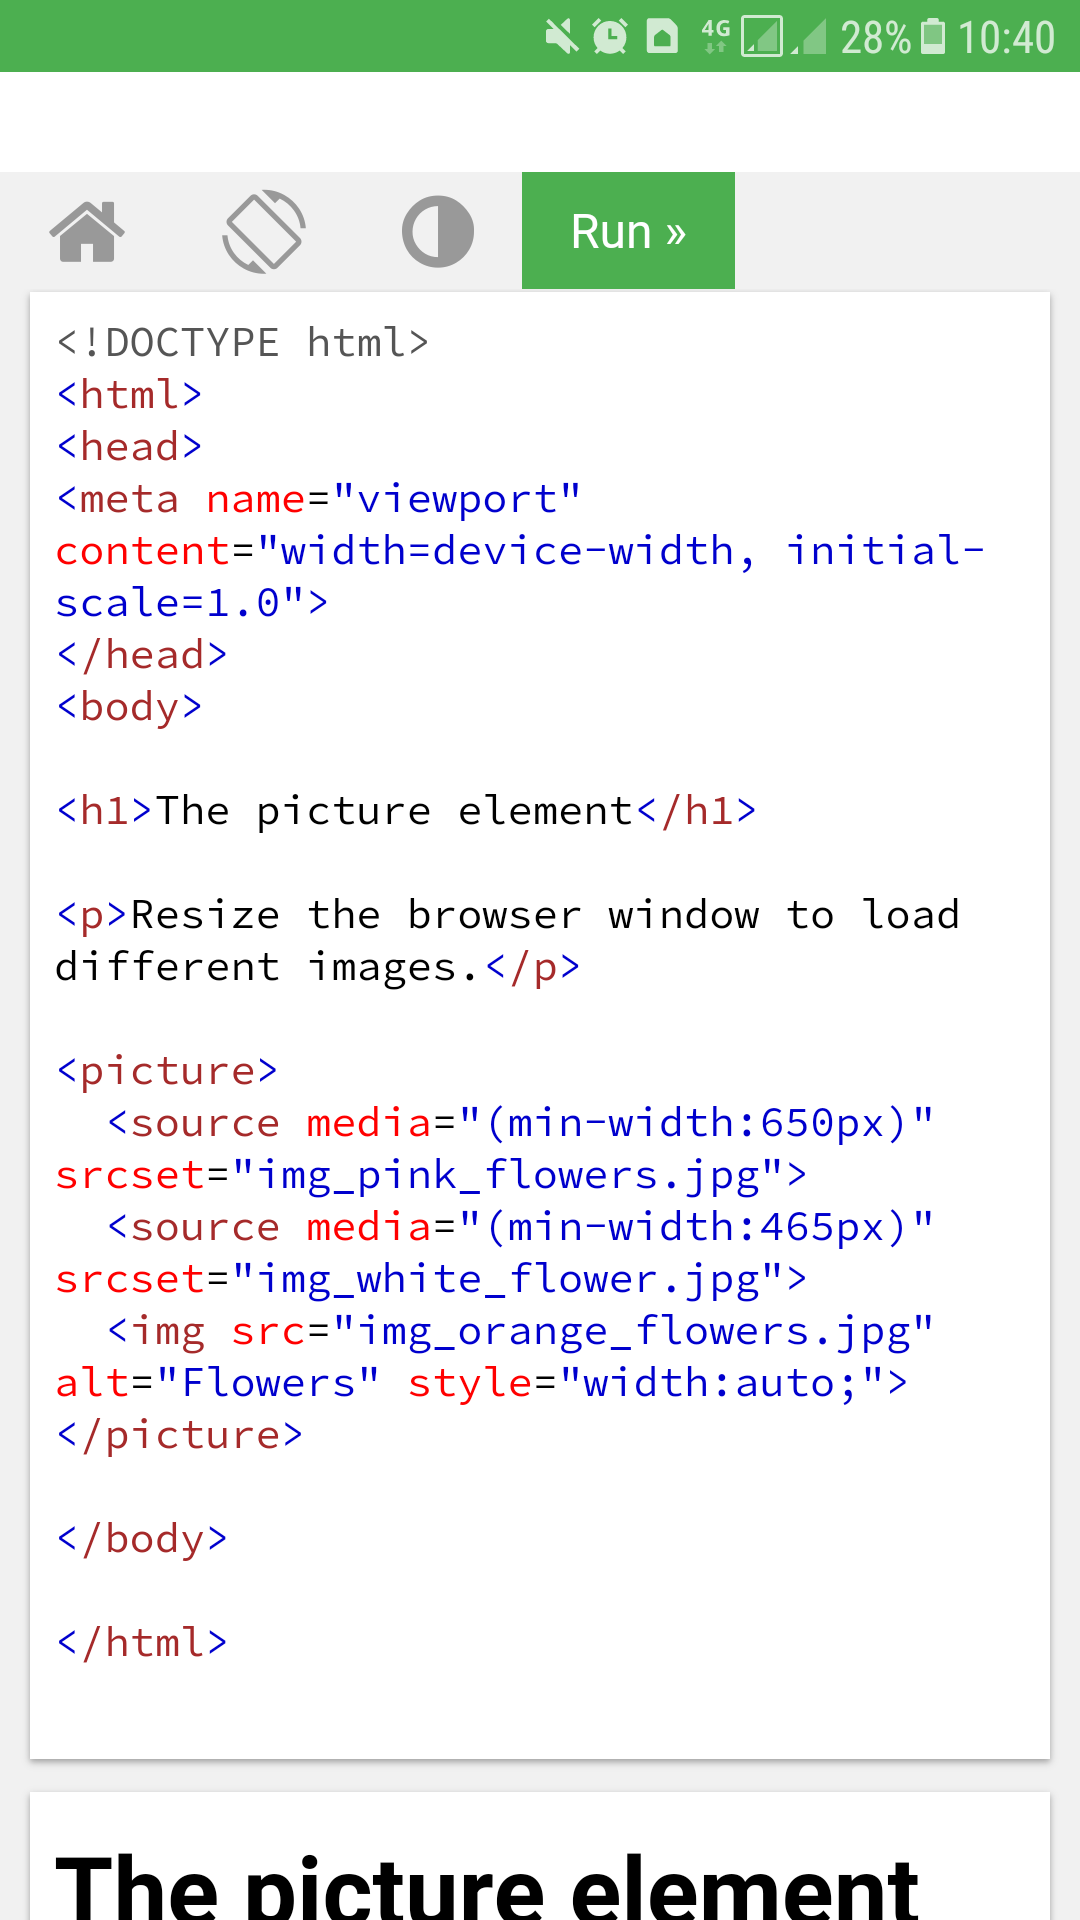 4G 28% 10:40
Run »
<!DOCTYPE html>
<html>
<head>
<meta name="viewport"
content="width=device-width, initial-
scale=1.0">
</head>
<body>
<h1>The picture element</h1>
<p>Resize the browser window to load
different images.</p>
<picture>
  <source media="(min-width:650px)"
srcset="img_pink_flowers.jpg">
  <source media="(min-width:465px)"
srcset="img_white_flower.jpg">
  <img src="img_orange_flowers.jpg"
alt="Flowers" style="width:auto;">
</picture>
</body>
</html>
The picture element